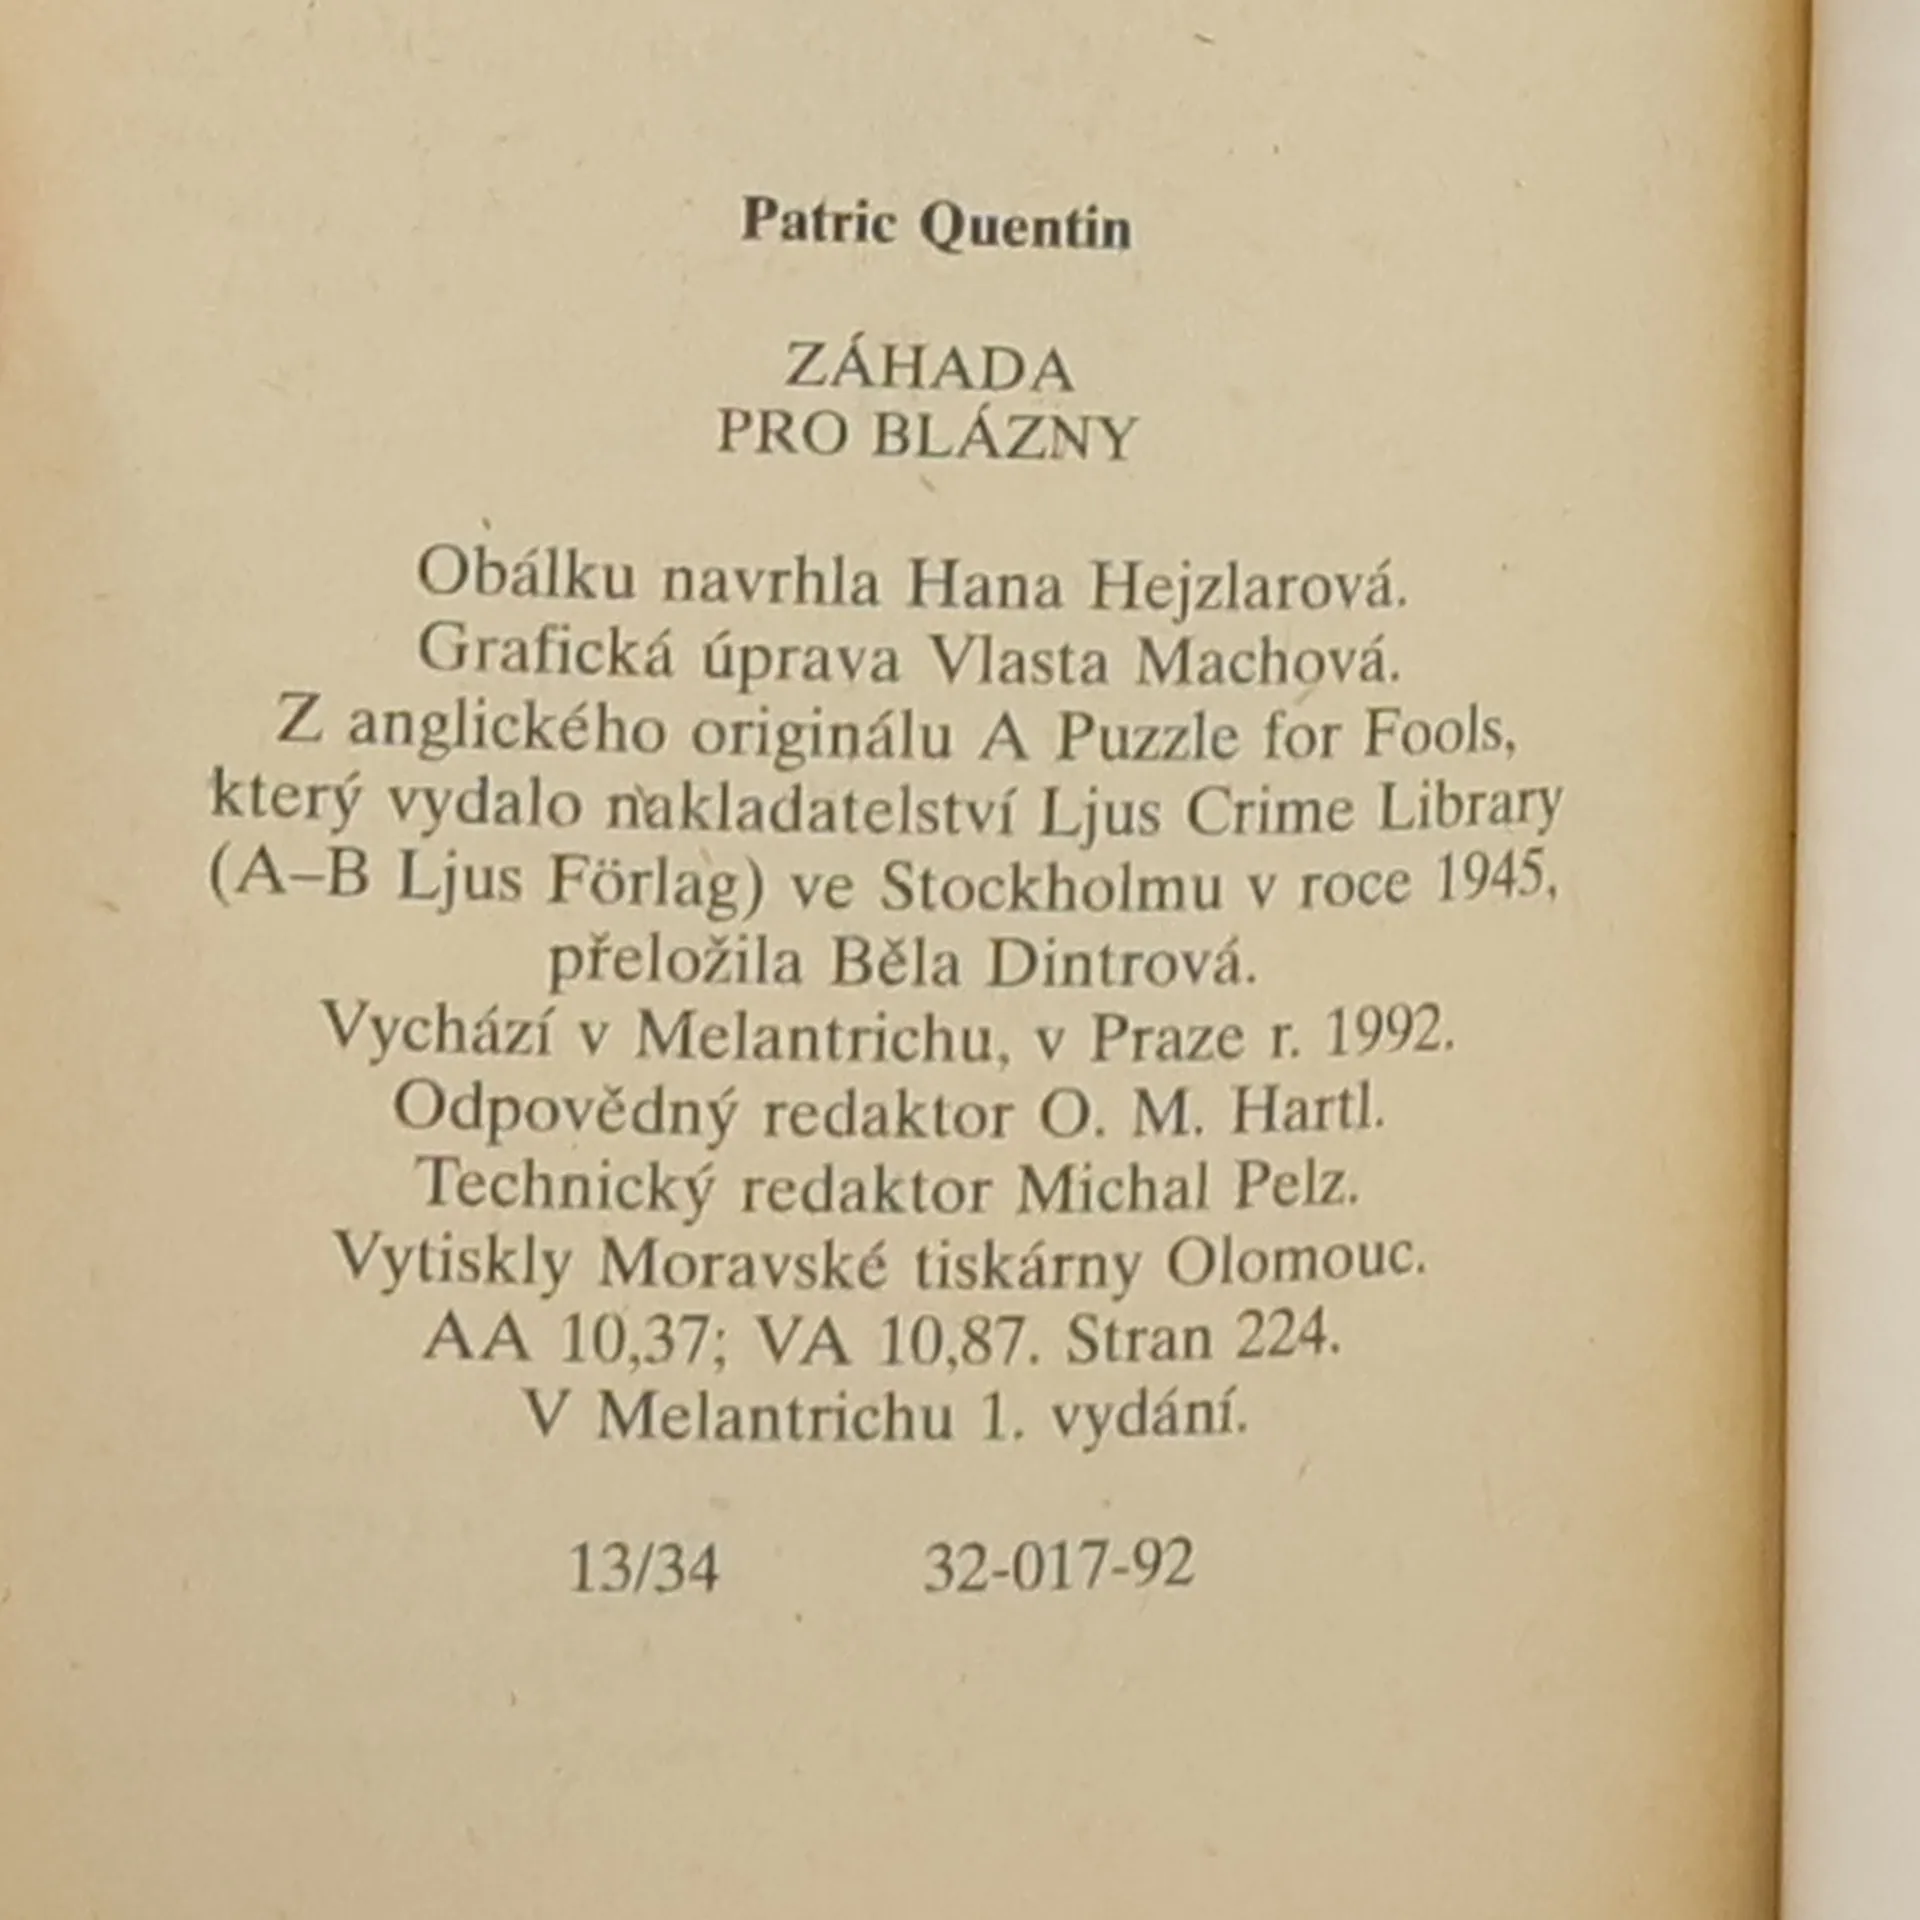 Patric Quentin
ZÁHADA
PRO BLÁZNY
Obálku navrhla Hana Hejzlarová.
Grafická úprava Vlasta Machová.
Z anglického originálu A Puzzle for Fools,
který vydalo nakladatelství Ljus Crime Library
(A–B Ljus Förlag) ve Stockholmu v roce 1945,
přeložila Běla Dintrová.
Vychází v Melantrichu, v Praze r. 1992.
Odpovědný redaktor O. M. Hartl.
Technický redaktor Michal Pelz.
Vytiskly Moravské tiskárny Olomouc.
AA 10,37; VA 10,87. Stran 224.
V Melantrichu 1. vydání.
13/34 32-017-92